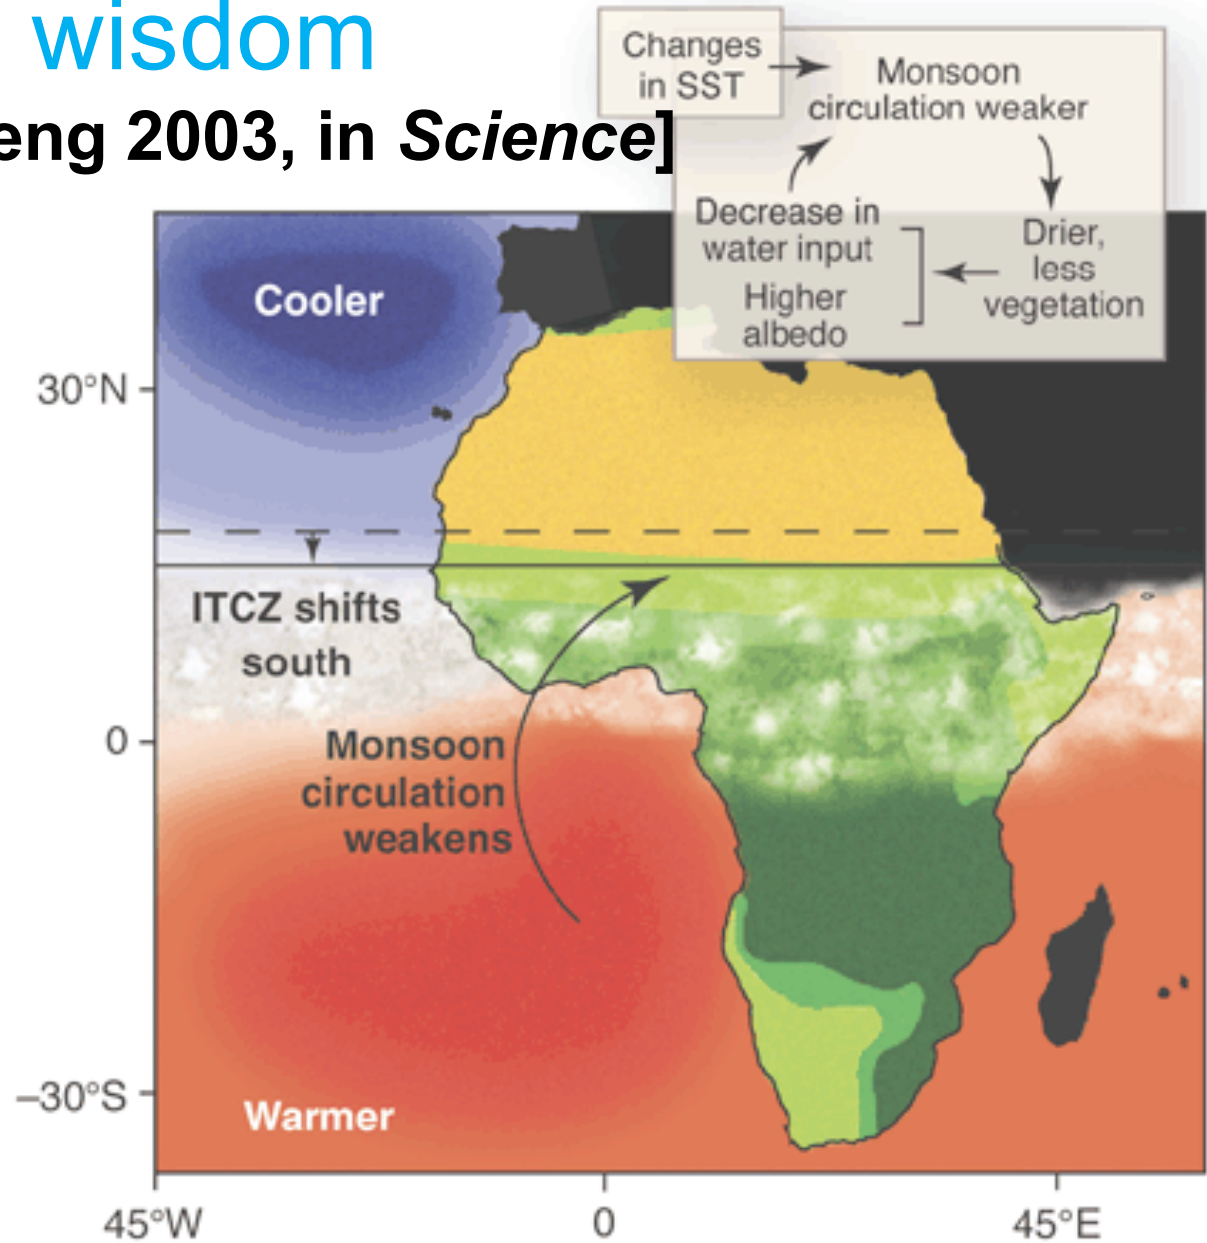 wisdom
eng 2003, in Science]
Changes
in SST
Monsoon
circulation weaker
Decrease in
water input
Higher
albedo
Drier,
less
vegetation
Cooler
30°N
ITCZ shifts
south
0
Monsoon
circulation
weakens
–30°S
Warmer
45°W
0
45°E